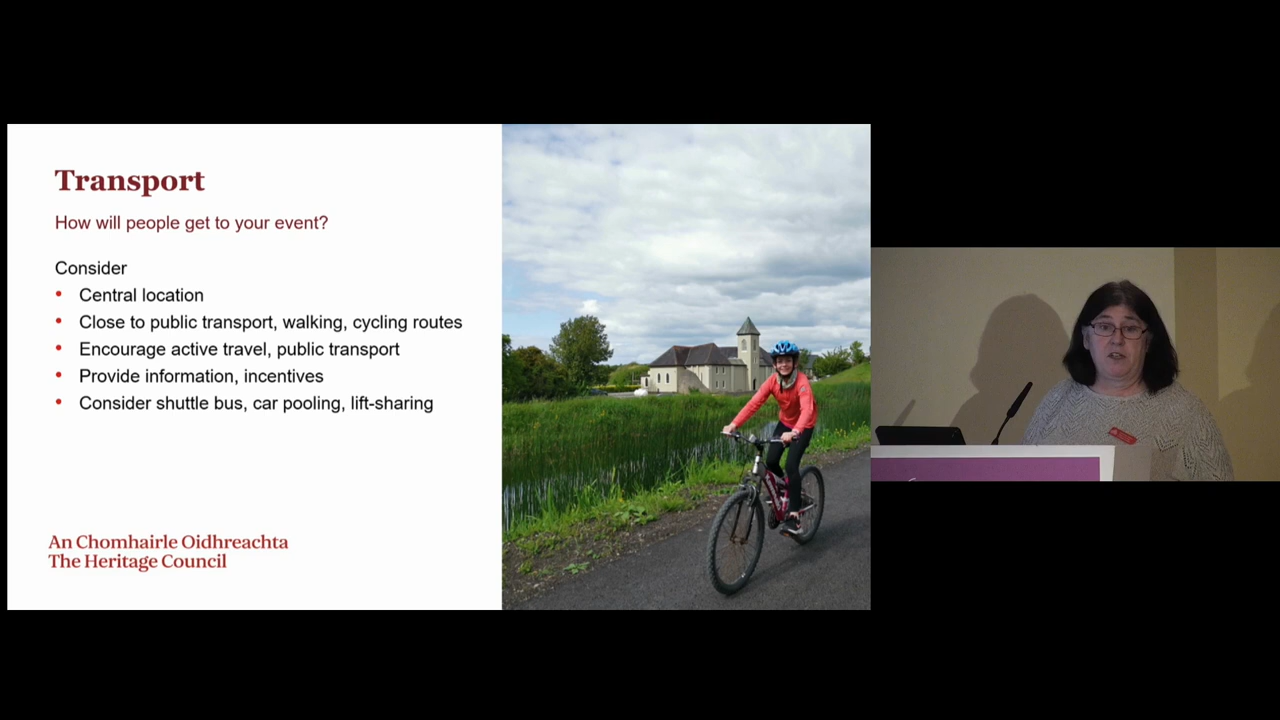 Transport
How will people get to your event?
Consider
• Central location
• Close to public transport, walking, cycling routes
• Encourage active travel, public transport
• Provide information, incentives
• Consider shuttle bus, car pooling, lift-sharing
An Chomhairle Oidhreachta
The Heritage Council